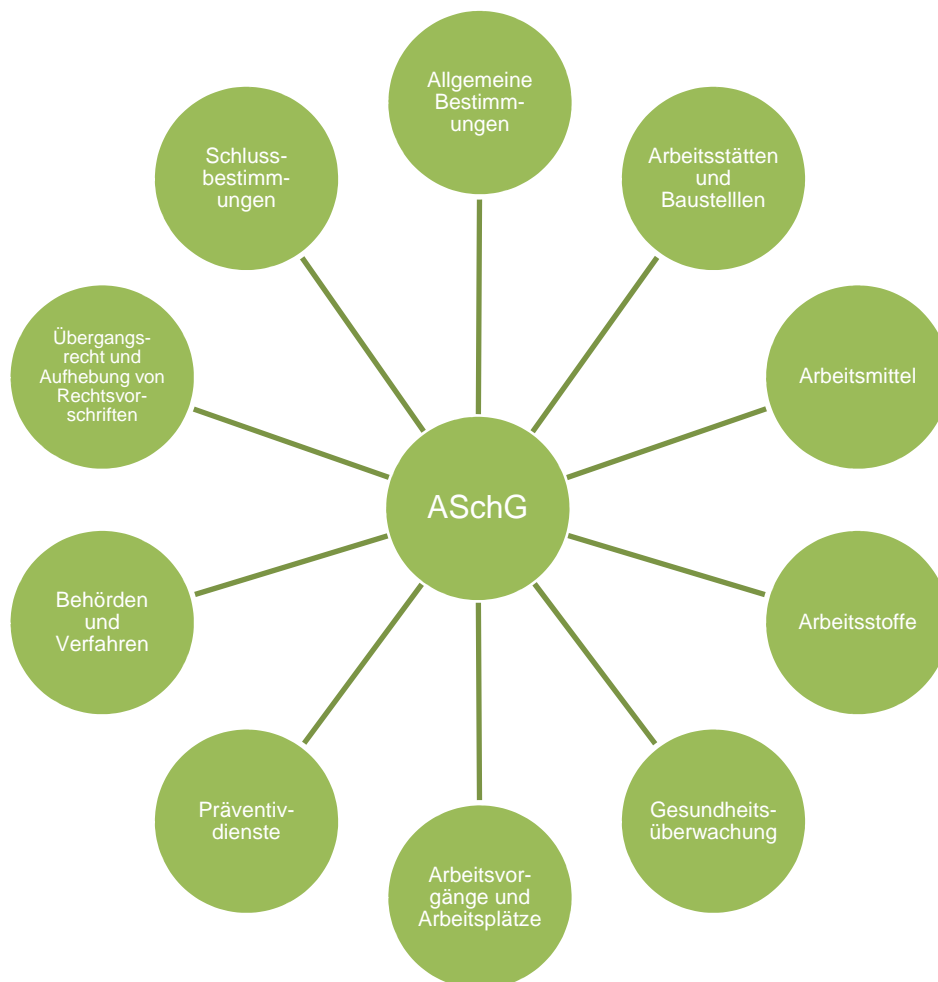 Allgemeine
Bestimm-
ungen
Arbeitsstätten
und
Baustelllen
Arbeitsmittel
Arbeitsstoffe
Gesundheits-
überwachung
Arbeitsvor-
gänge und
Arbeitsplätze
Präventiv-
dienste
Behörden
und
Verfahren
Übergangs-
recht und
Aufhebung von
Rechtsvor-
schriften
Schluss-
bestimm-
ungen
ASchG